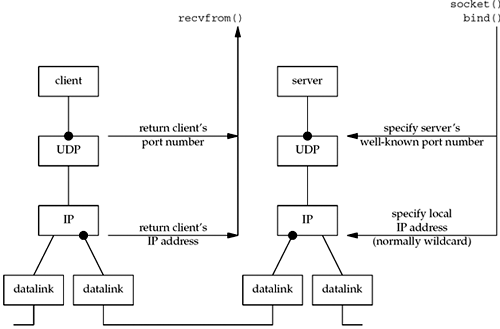 socket()
recvfrom()
bind()
client
server
return client's
port number
specify server's
well-known port number
UDP
UDP
IP
IP
return client's
IP address
specify local
IP address
(normally wildcard)
datalink
datalink
datalink
datalink